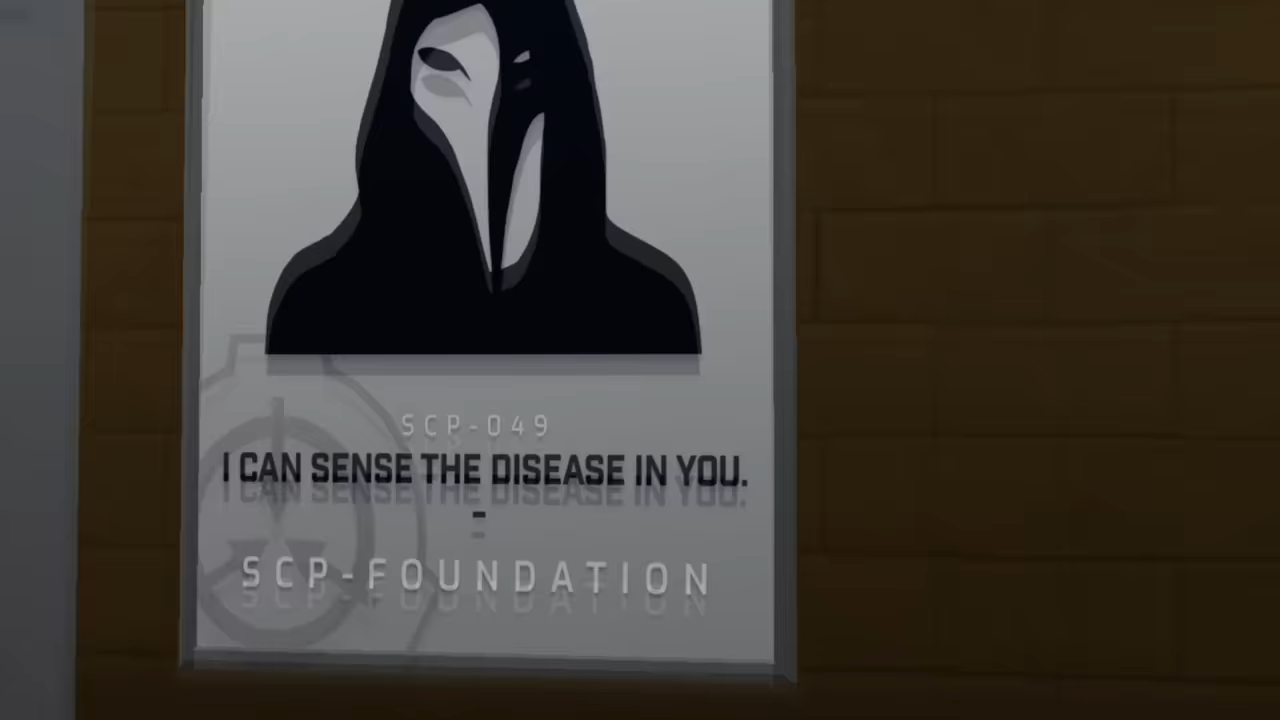 SCP-049
I CAN SENSE THE DISEASE IN YOU.
-
SCP-FOUNDATION